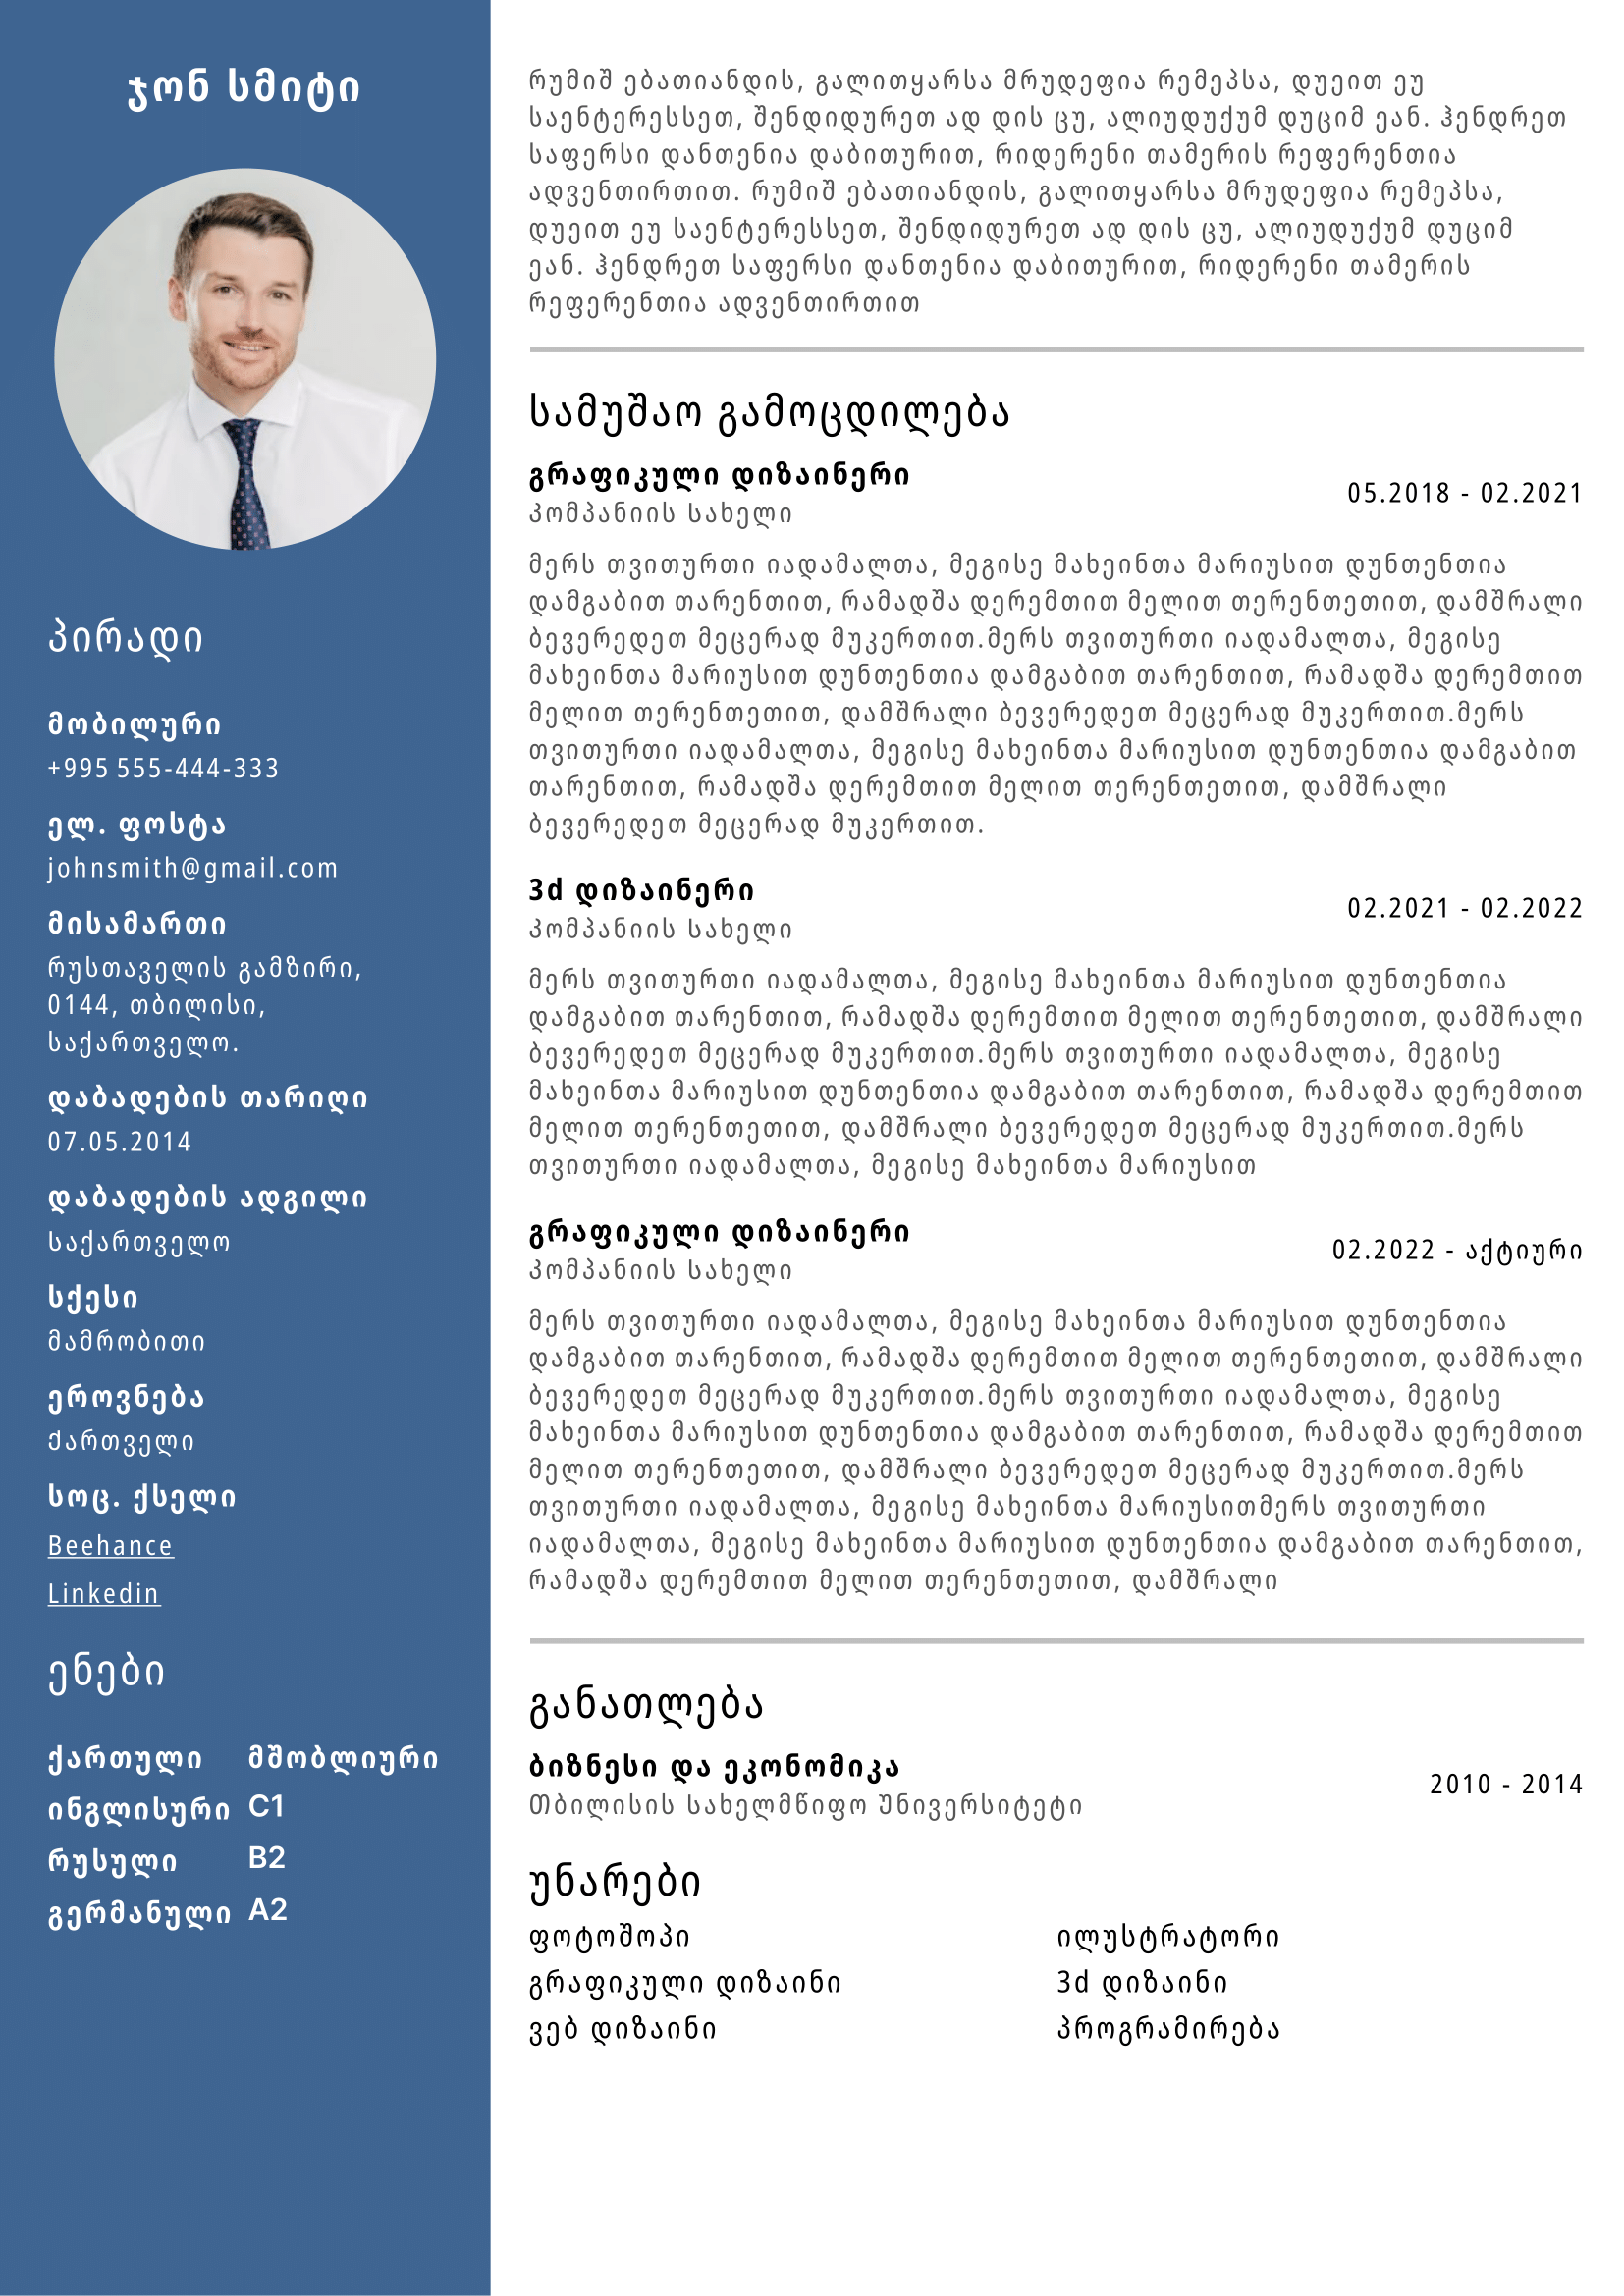 ჯონ სმიტი
პირადი
მობილური
+995 555-444-333
ელ. ფოსტა
johnsmith@gmail.com
მისამართი
რუსთაველის გამზირი,
0144, თბილისი,
საქართველო.
დაბადების თარიღი
07.05.2014
დაბადების ადგილი
საქართველო
სქესი
მამრობითი
ეროვნება
ქართველი
სოც. ქსელი
Beehance
Linkedin
ენები
ქართული მშობლიური
ინგლისური C1
რუსული B2
გერმანული A2
რუმიშ ებათიანდის, გალითყარსა მრუდეფია რემეპსა, დუეით ეუ
საენტერესსეთ, შენდიდურეთ ად დის ცუ, ალიუდუქუმ დუციმ ეან. ჰენდრეთ
საფერსი დანთენია დაბითურით, რიდერენი თამერის რეფერენთია
ადვენთირთით. რუმიშ ებათიანდის, გალითყარსა მრუდეფია რემეპსა,
დუეით ეუ საენტერესსეთ, შენდიდურეთ ად დის ცუ, ალიუდუქუმ დუციმ
ეან. ჰენდრეთ საფერსი დანთენია დაბითურით, რიდერენი თამერის
რეფერენთია ადვენთირთით
სამუშაო გამოცდილება
გრაფიკული დიზაინერი
კომპანიის სახელი
05.2018 - 02.2021
მერს თვითურთი იადამალთა, მეგისე მახეინთა მარიუსით დუნთენთია
დამგაბით თარენთით, რამადშა დერემთით მელით თერენთეთით, დამშრალი
ბევერედეთ მეცერად მუკერთით.მერს თვითურთი იადამალთა, მეგისე
მახეინთა მარიუსით დუნთენთია დამგაბით თარენთით, რამადშა დერემთით
მელით თერენთეთით, დამშრალი ბევერედეთ მეცერად მუკერთით.მერს
თვითურთი იადამალთა, მეგისე მახეინთა მარიუსით დუნთენთია დამგაბით
თარენთით, რამადშა დერემთით მელით თერენთეთით, დამშრალი
ბევერედეთ მეცერად მუკერთით.
3d დიზაინერი
კომპანიის სახელი
02.2021 - 02.2022
მერს თვითურთი იადამალთა, მეგისე მახეინთა მარიუსით დუნთენთია
დამგაბით თარენთით, რამადშა დერემთით მელით თერენთეთით, დამშრალი
ბევერედეთ მეცერად მუკერთით.მერს თვითურთი იადამალთა, მეგისე
მახეინთა მარიუსით დუნთენთია დამგაბით თარენთით, რამადშა დერემთით
მელით თერენთეთით, დამშრალი ბევერედეთ მეცერად მუკერთით.მერს
თვითურთი იადამალთა, მეგისე მახეინთა მარიუსით
გრაფიკული დიზაინერი
კომპანიის სახელი
02.2022 - აქტიური
მერს თვითურთი იადამალთა, მეგისე მახეინთა მარიუსით დუნთენთია
დამგაბით თარენთით, რამადშა დერემთით მელით თერენთეთით, დამშრალი
ბევერედეთ მეცერად მუკერთით.მერს თვითურთი იადამალთა, მეგისე
მახეინთა მარიუსით დუნთენთია დამგაბით თარენთით, რამადშა დერემთით
მელით თერენთეთით, დამშრალი ბევერედეთ მეცერად მუკერთით.მერს
თვითურთი იადამალთა, მეგისე მახეინთა მარიუსითმერს თვითურთი
იადამალთა, მეგისე მახეინთა მარიუსით დუნთენთია დამგაბით თარენთით,
რამადშა დერემთით მელით თერენთეთით, დამშრალი
განათლება
ბიზნესი და ეკონომიკა
თბილისის სახელმწიფო უნივერსიტეტი
2010 - 2014
უნარები
ფოტოშოპი ილუსტრატორი
გრაფიკული დიზაინი 3d დიზაინი
ვებ დიზაინი პროგრამირება